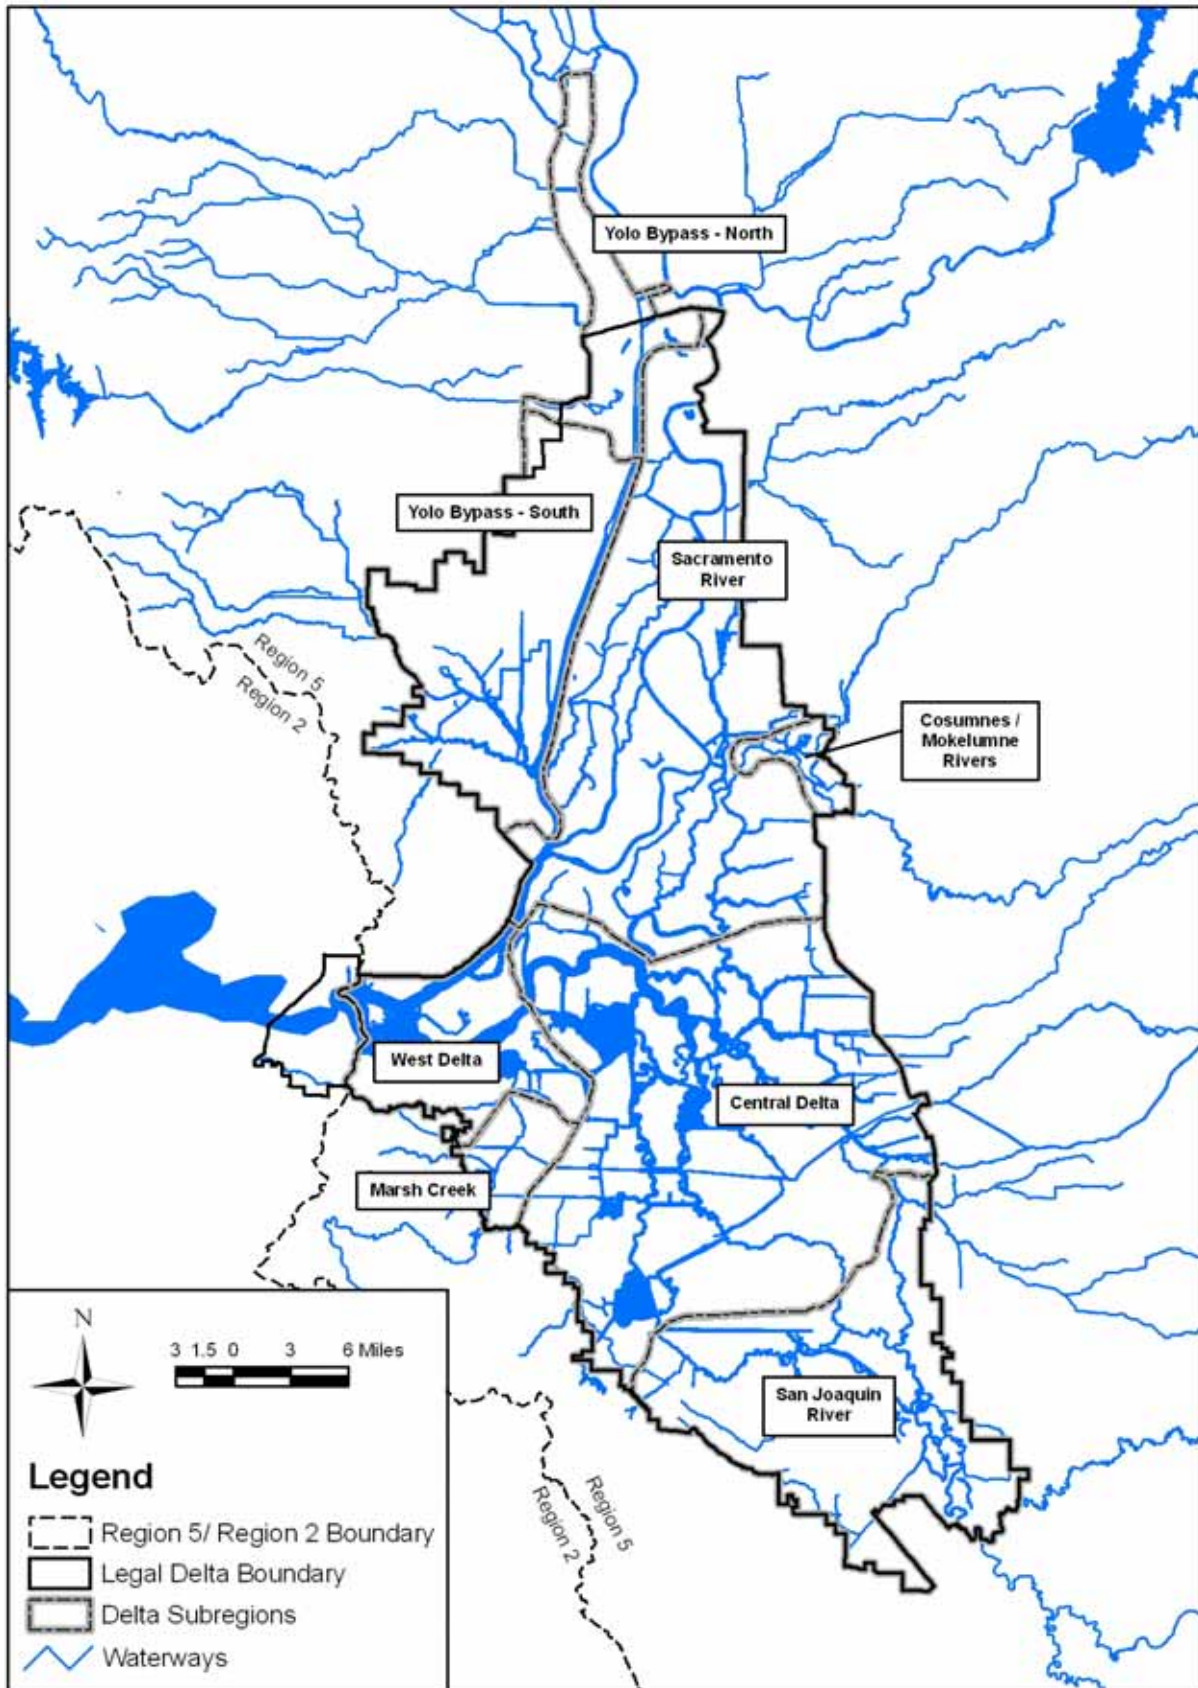 Yolo Bypass - North
Yolo Bypass - South
Sacramento
River
Region 5
Region 2
Cosumnes /
Mokelumne
Rivers
West Delta
Central Delta
Marsh Creek
San Joaquin
River
Region 5
Region 2
N
3 1.5 0 3 6 Miles
Legend
Region 5/ Region 2 Boundary
Legal Delta Boundary
Delta Subregions
Waterways